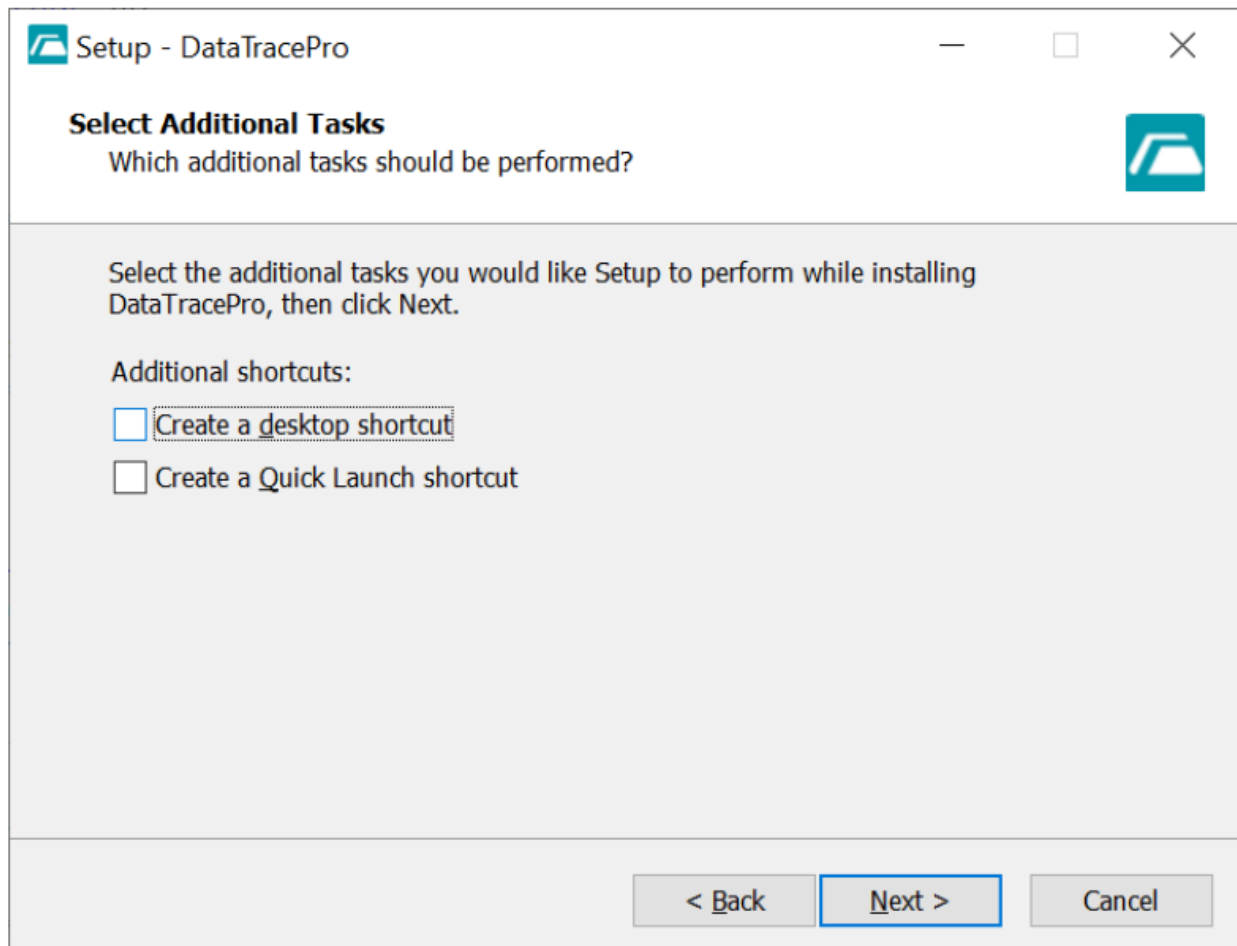 Setup - DataTracePro
Select Additional Tasks
Which additional tasks should be performed?
Select the additional tasks you would like Setup to perform while installing
DataTracePro, then click Next.
Additional shortcuts:
Create a desktop shortcut
Create a Quick Launch shortcut
< Back
Next >
Cancel